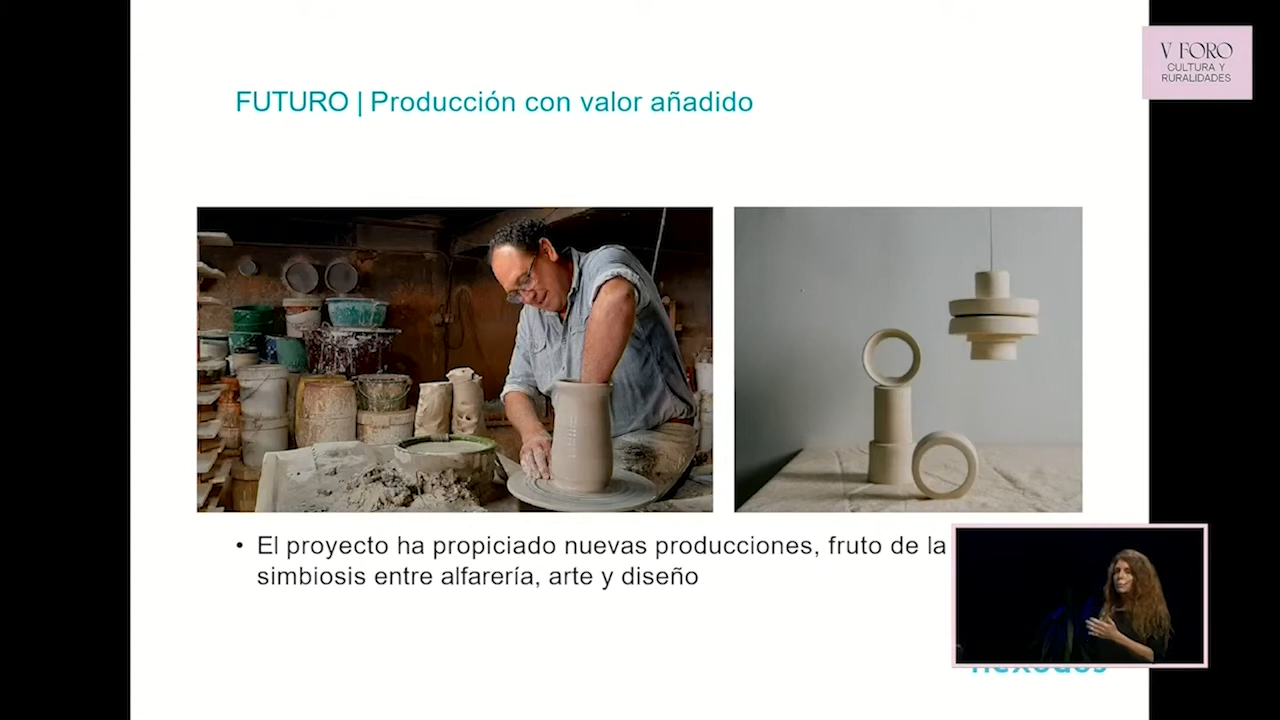 V FORO
CULTURA Y
RURALIDADES
FUTURO | Producción con valor añadido
• El proyecto ha propiciado nuevas producciones, fruto de la
simbiosis entre alfarería, arte y diseño